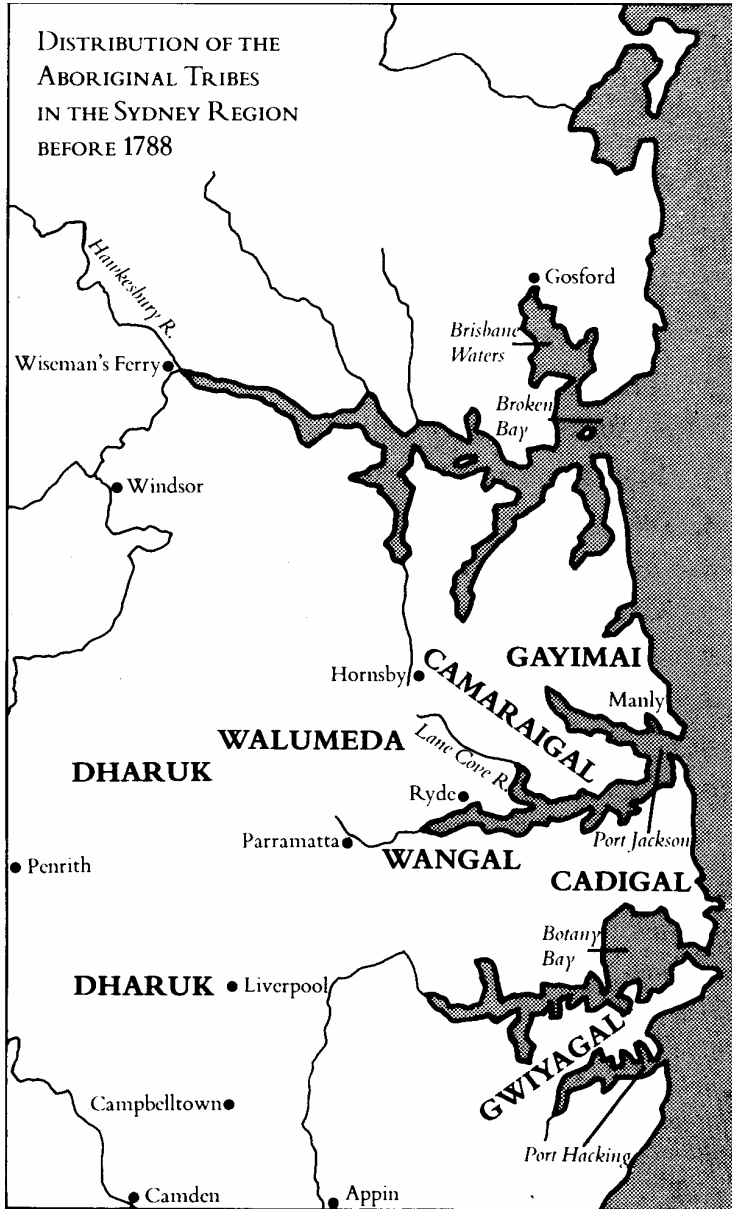 DISTRIBUTION OF THE
ABORIGINAL TRIBES
IN THE SYDNEY REGION
BEFORE 1788
Hawkesbury R.
Gosford
Brisbane
Waters
Wiseman's Ferry
Broken
Bay
Windsor
GAYIMAI
Hornsby
CAMARAIGAL
Manly
WALUMEDA
Lane Cove R.
DHARUK
Ryde
Parramatta
Port Jackson
WANGAL
Penrith
CADIGAL
Botany
Bay
DHARUK
Liverpool
GWIYAGAL
Campbelltown
Port Hacking
Camden
Appin